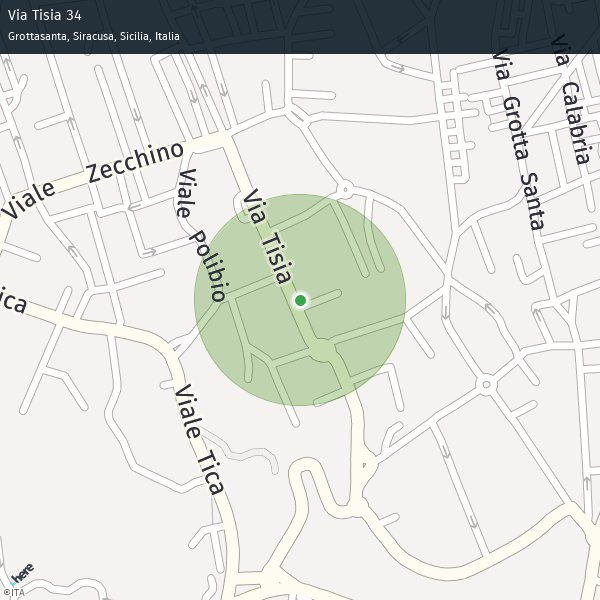 Via Tisia 34
Grottasanta, Siracusa, Sicilia, Italia
Via Calabria
Via Grotta Santa
Viale Zecchino
Viale Polibio
Via Tisia
ica
Viale Tica
here
©ITA